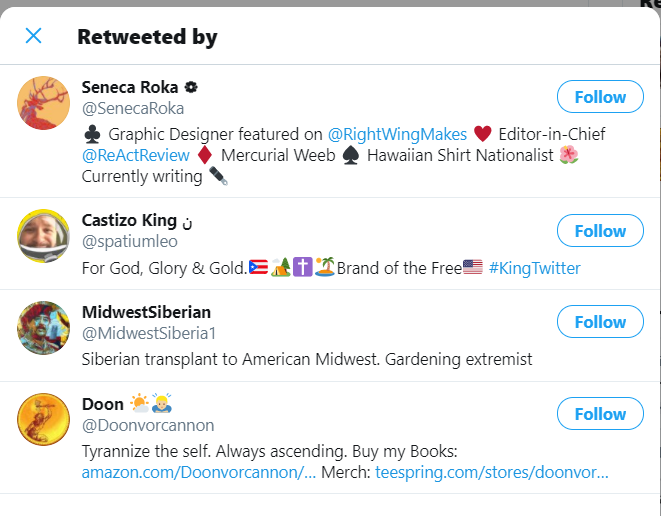 Retweeted by
Seneca Roka
@SenecaRoka
Follow
♣ Graphic Designer featured on @RightWingMakes ♥ Editor-in-Chief
@ReActReview ♦ Mercurial Weeb ♠ Hawaiian Shirt Nationalist 🌺
Currently writing 🖋
Castizo King ن
@spatiumleo
Follow
For God, Glory & Gold.🇵🇷🏕✝🏝Brand of the Free🇺🇸 #KingTwitter
MidwestSiberian
@MidwestSiberia1
Follow
Siberian transplant to American Midwest. Gardening extremist
Doon 🌤💆🏼‍♂️
@Doonvorcannon
Follow
Tyrannize the self. Always ascending. Buy my Books:
amazon.com/Doonvorcannon/... Merch: teespring.com/stores/doonvor...